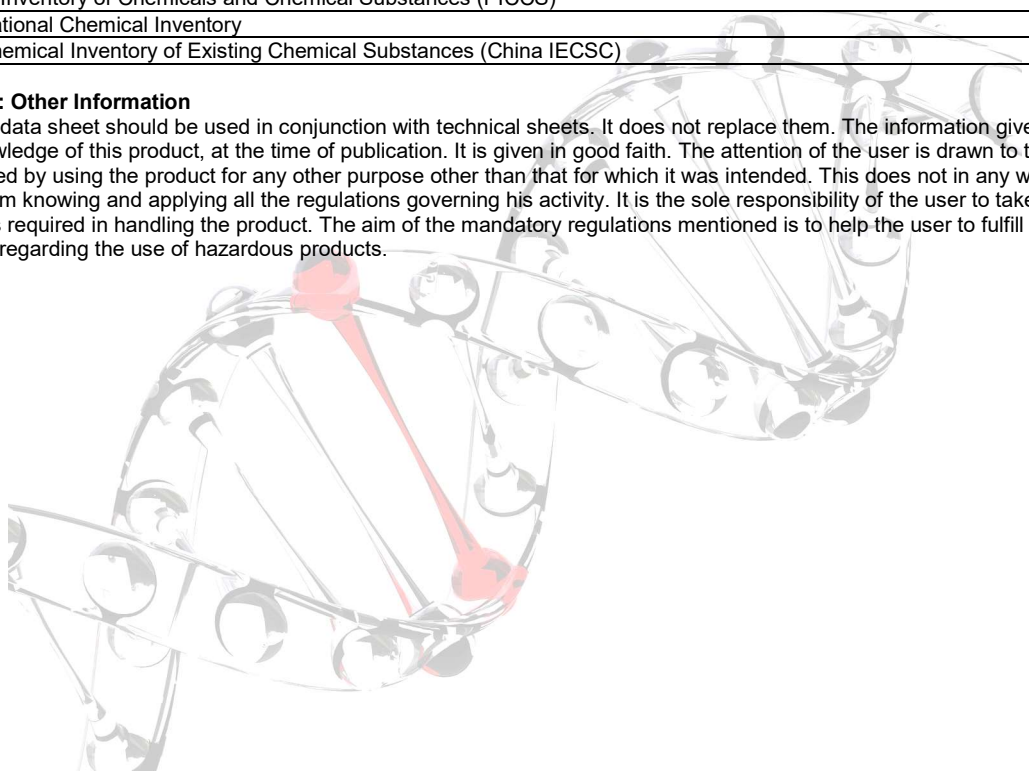 Inventory of Chemicals and Chemical Substances (PICCS)
tional Chemical Inventory
emical Inventory of Existing Chemical Substances (China IECSC)
: Other Information
data sheet should be used in conjunction with technical sheets. It does not replace them. The information give
wledge of this product, at the time of publication. It is given in good faith. The attention of the user is drawn to t
ed by using the product for any other purpose other than that for which it was intended. This does not in any w
m knowing and applying all the regulations governing his activity. It is the sole responsibility of the user to take
s required in handling the product. The aim of the mandatory regulations mentioned is to help the user to fulfill
regarding the use of hazardous products.